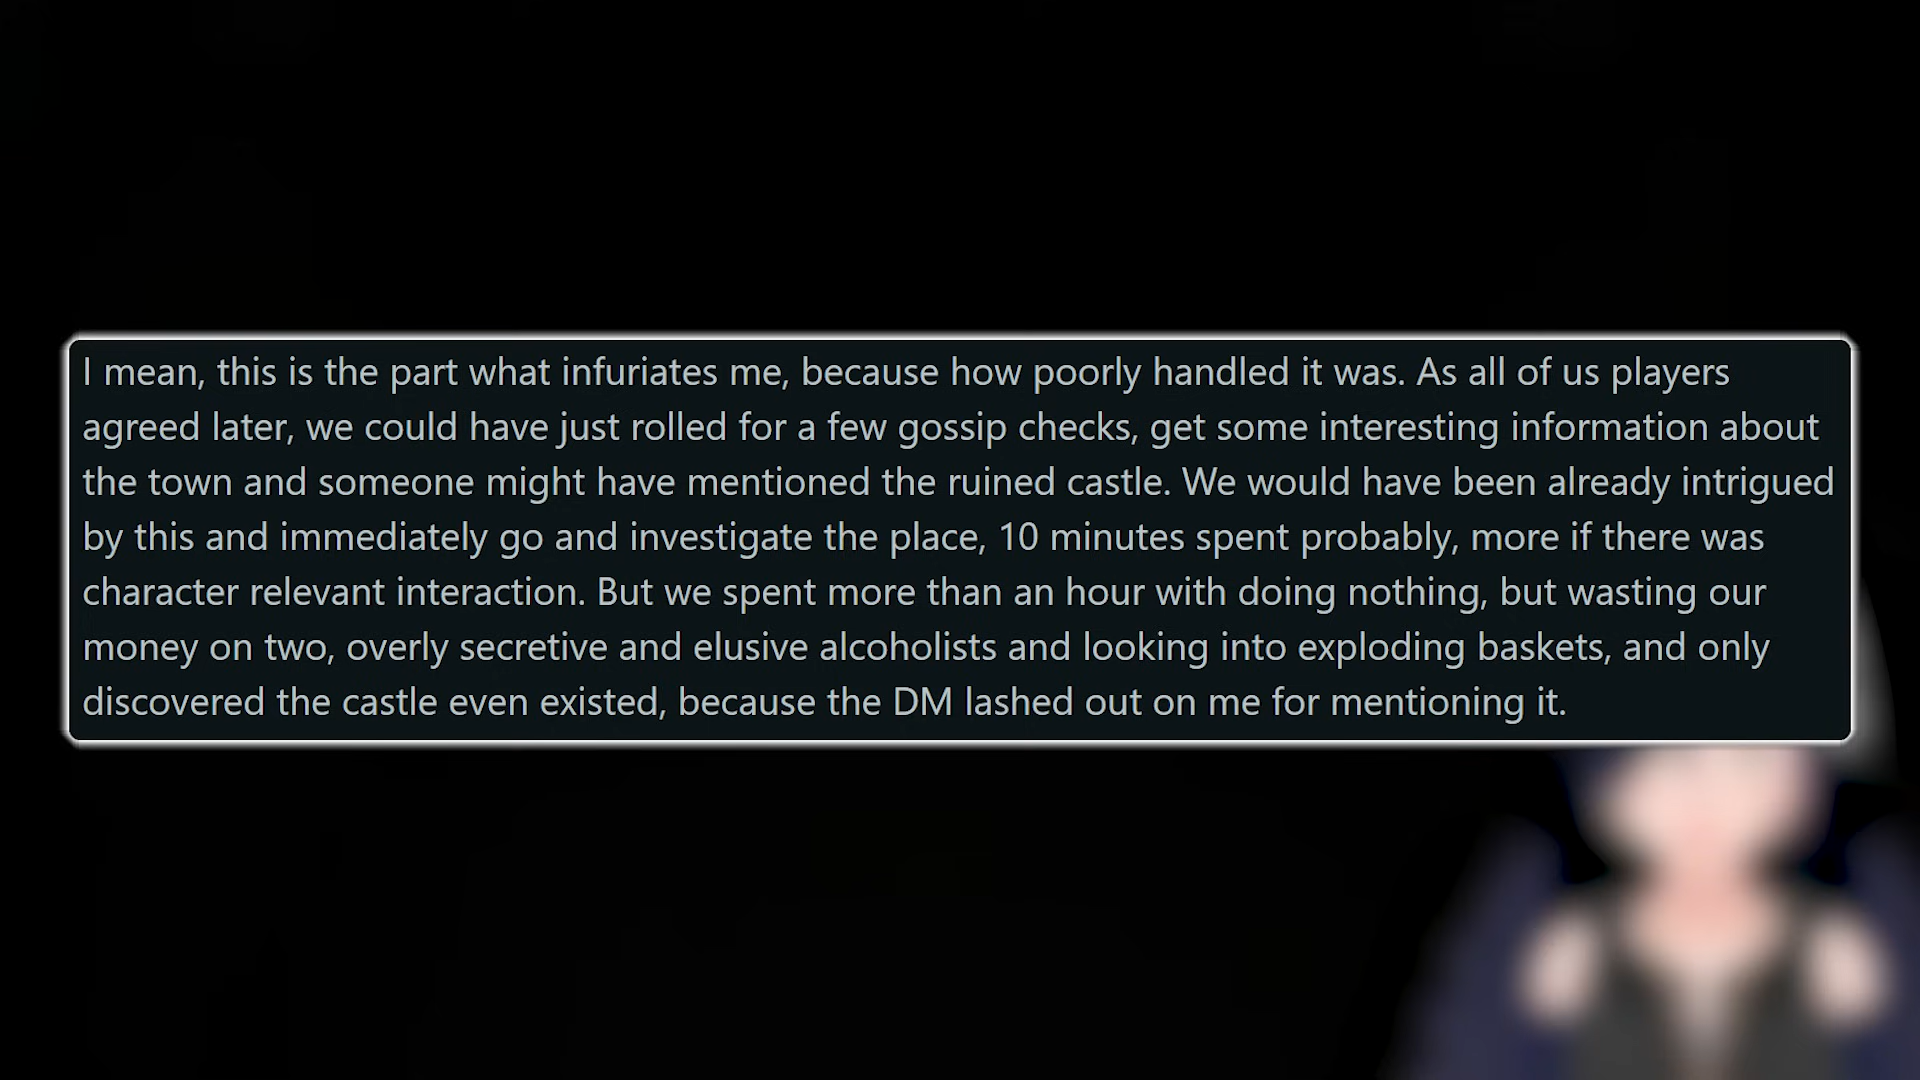 I mean, this is the part what infuriates me, because how poorly handled it was. As all of us players
agreed later, we could have just rolled for a few gossip checks, get some interesting information about
the town and someone might have mentioned the ruined castle. We would have been already intrigued
by this and immediately go and investigate the place, 10 minutes spent probably, more if there was
character relevant interaction. But we spent more than an hour with doing nothing, but wasting our
money on two, overly secretive and elusive alcoholists and looking into exploding baskets, and only
discovered the castle even existed, because the DM lashed out on me for mentioning it.